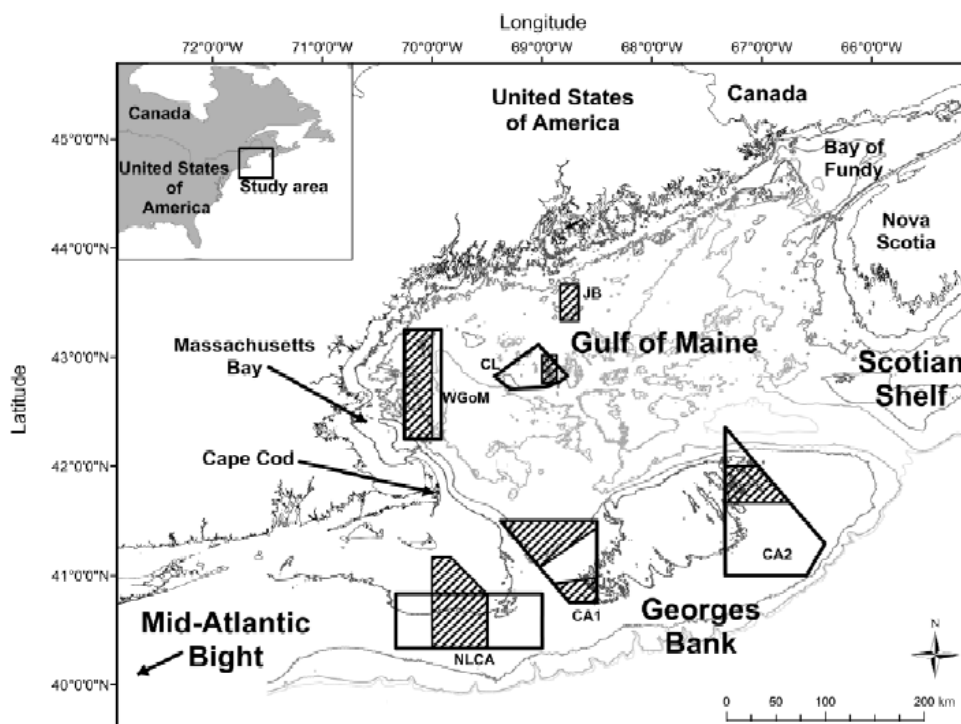 Longitude
72°0'0"W 71°0'0"W 70°0'0"W 69°0'0"W 68°0'0"W 67°0'0"W 66°0'0"W
Latitude
45°0'0"N
44°0'0"N
43°0'0"N
42°0'0"N
41°0'0"N
40°0'0"N
Canada
United States
of
America
Study area
United States
of America
Canada
Bay of
Fundy
Nova
Scotia
JB
Gulf of Maine
Massachusetts
Bay
CL
WGoM
Scotian
Shelf
Cape Cod
CA2
CA1
Georges
Bank
Mid-Atlantic
Bight
NLCA
N
0 50 100 200 km